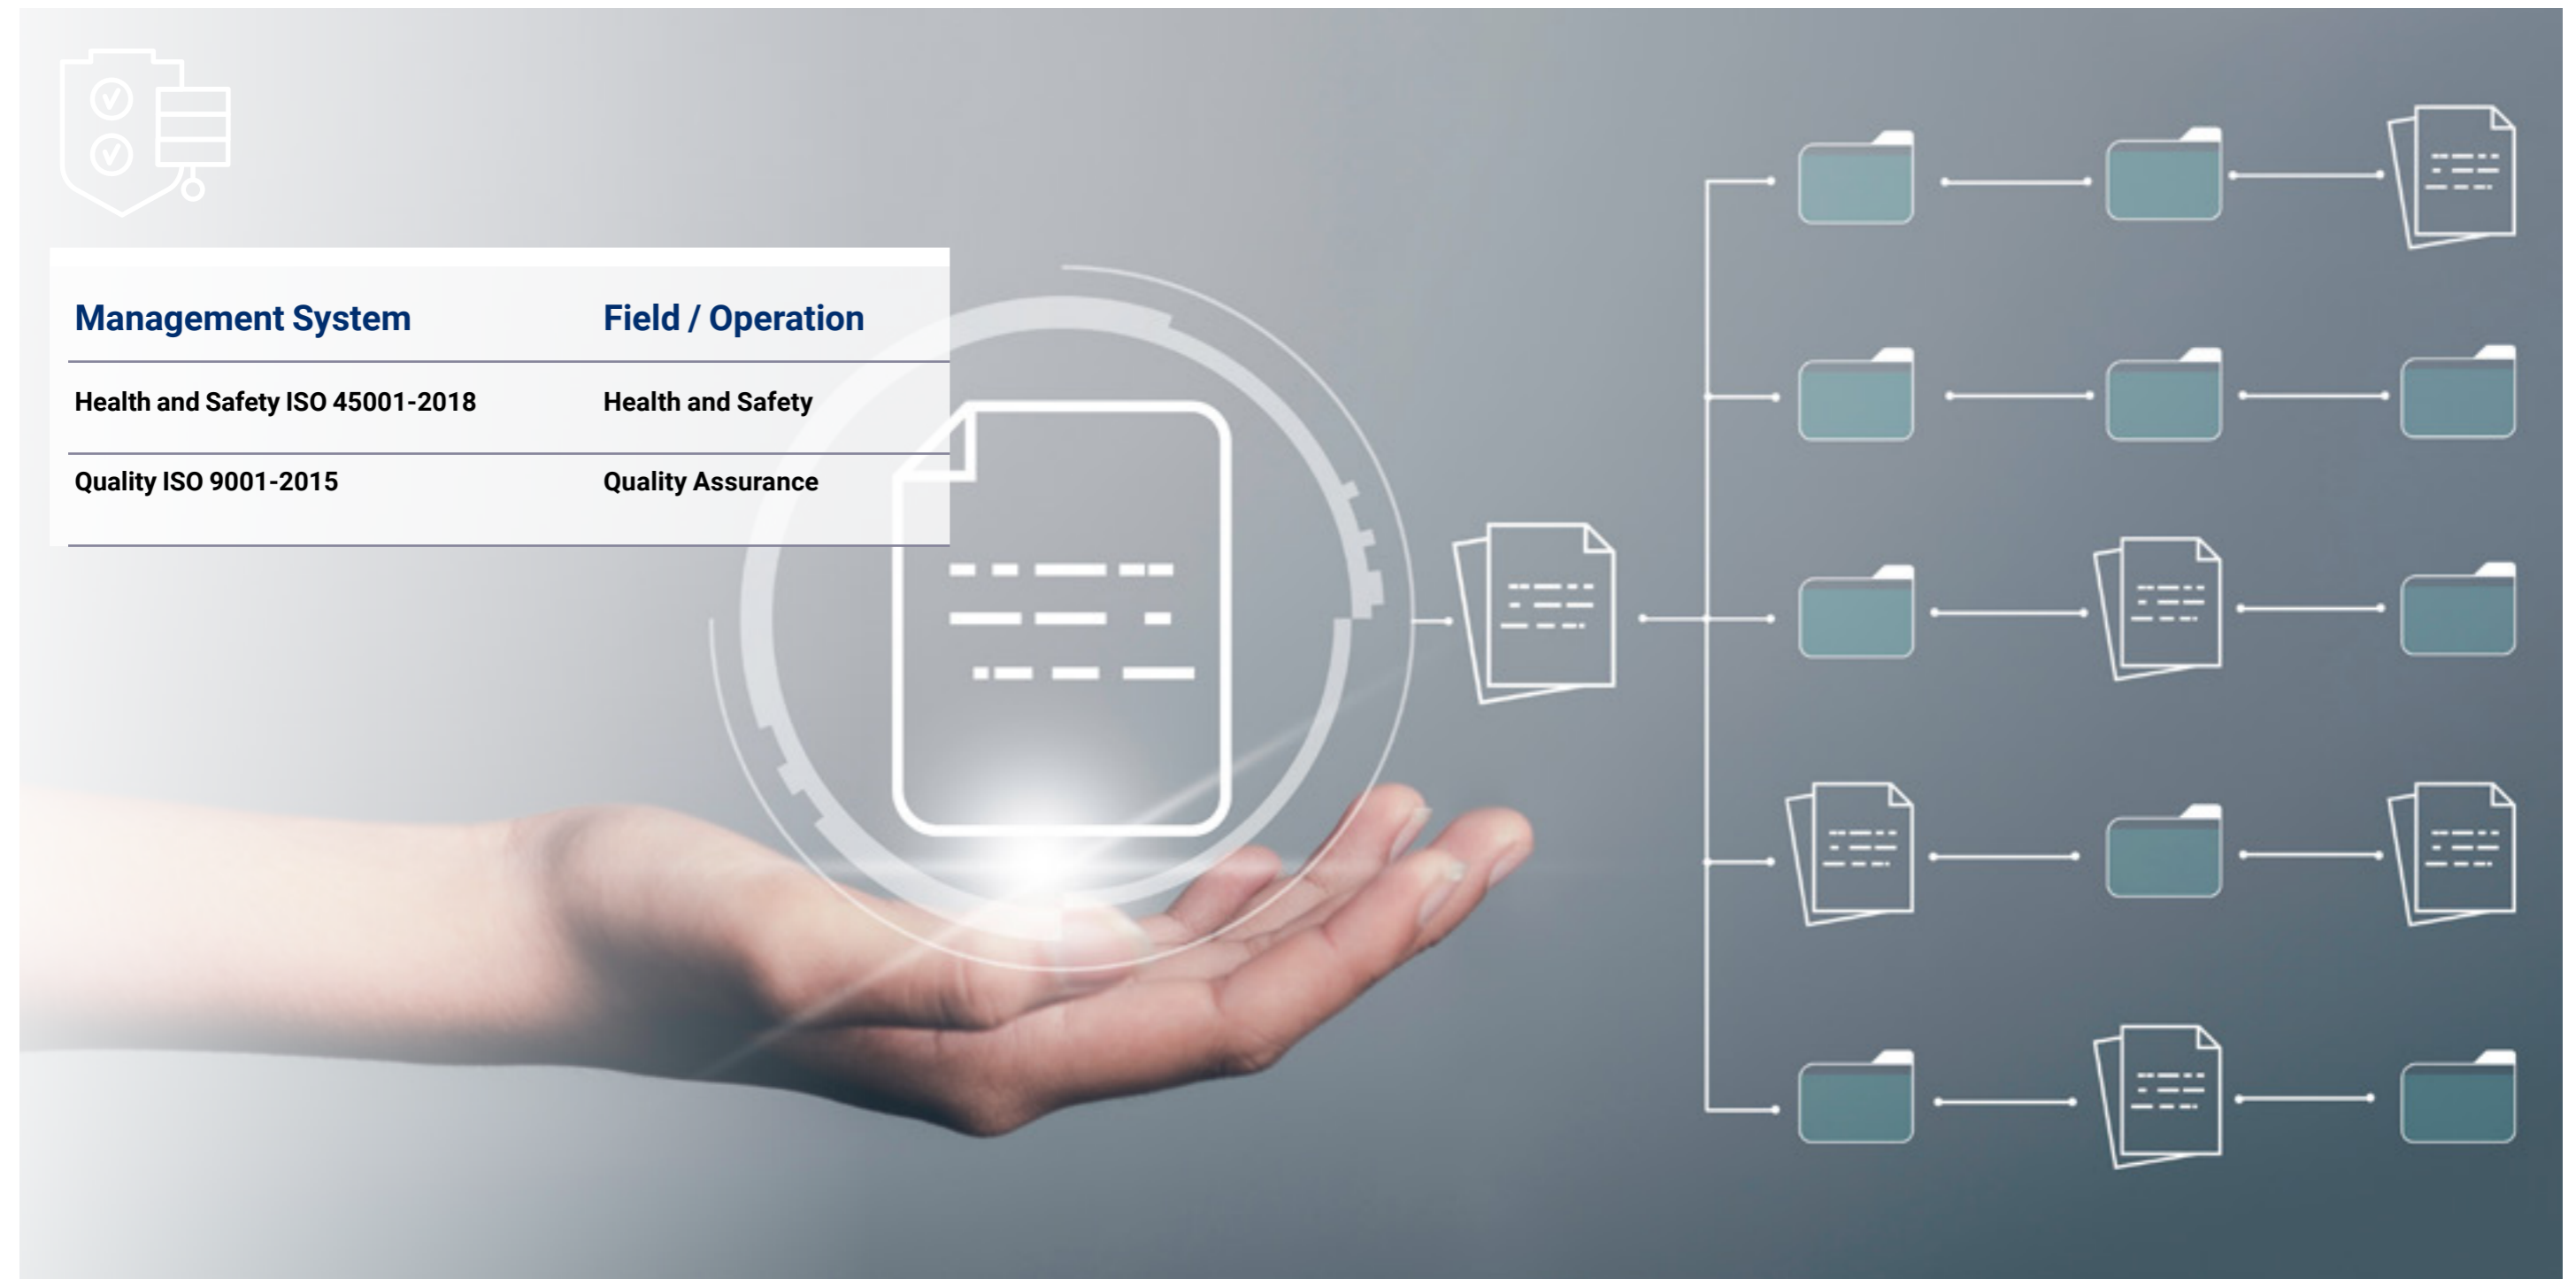 Management System Field / Operation
Health and Safety ISO 45001-2018 Health and Safety
Quality ISO 9001-2015 Quality Assurance